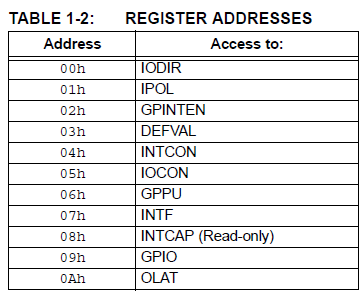 TABLE 1-2: REGISTER ADDRESSES
Address Access to:
00h IODIR
01h IPOL
02h GPINTEN
03h DEFVAL
04h INTCON
05h IOCON
06h GPPU
07h INTF
08h INTCAP (Read-only)
09h GPIO
0Ah OLAT